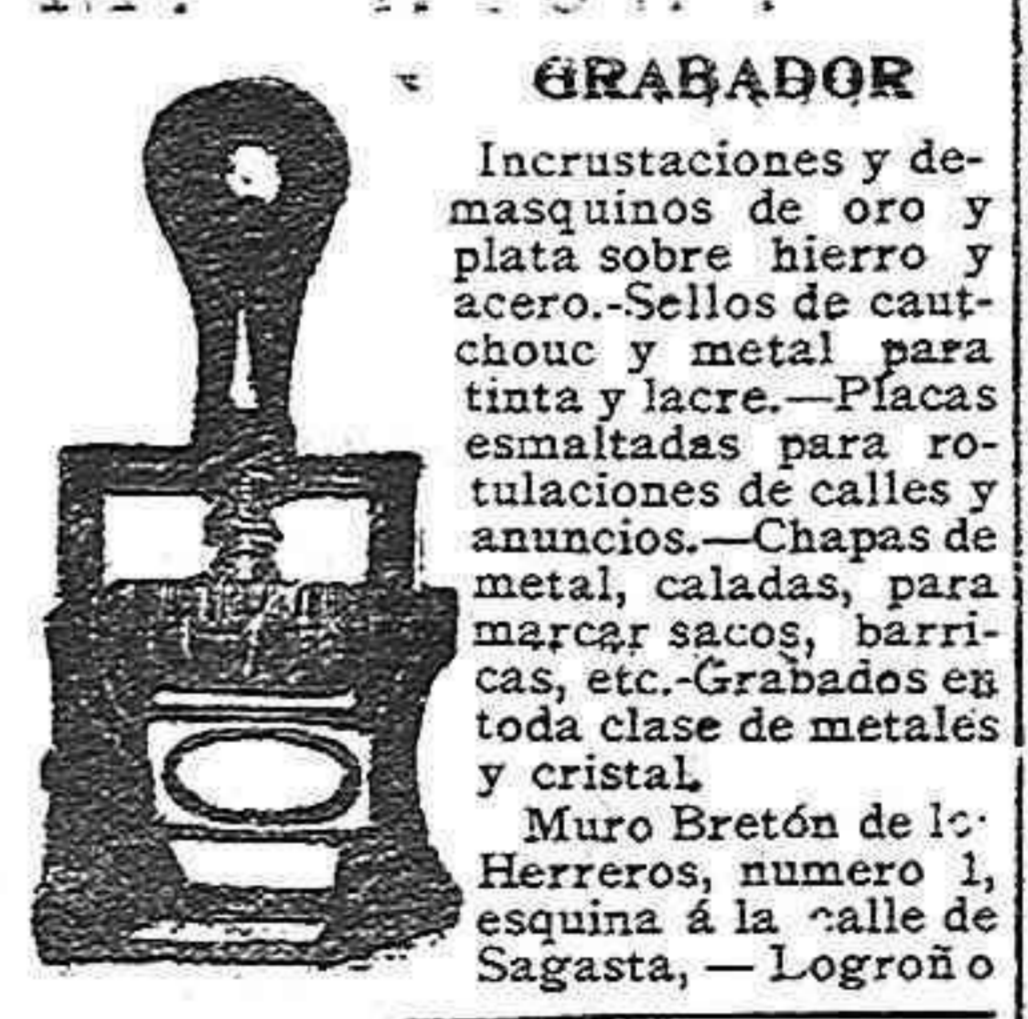 GRABADOR
Incrustaciones y de-
masquinos de oro y
plata sobre hierro y
acero.-Sellos de caut-
chouc y metal para
tinta y lacre.—Placas
esmaltadas para ro-
tulaciones de calles y
anuncios.—Chapas de
metal, caladas, para
marcar sacos, barri-
cas, etc.-Grabados en
toda clase de metales
y cristal.
Muro Bretón de
Herreros, numero 1,
esquina á la calle de
Sagasta, — Logroño